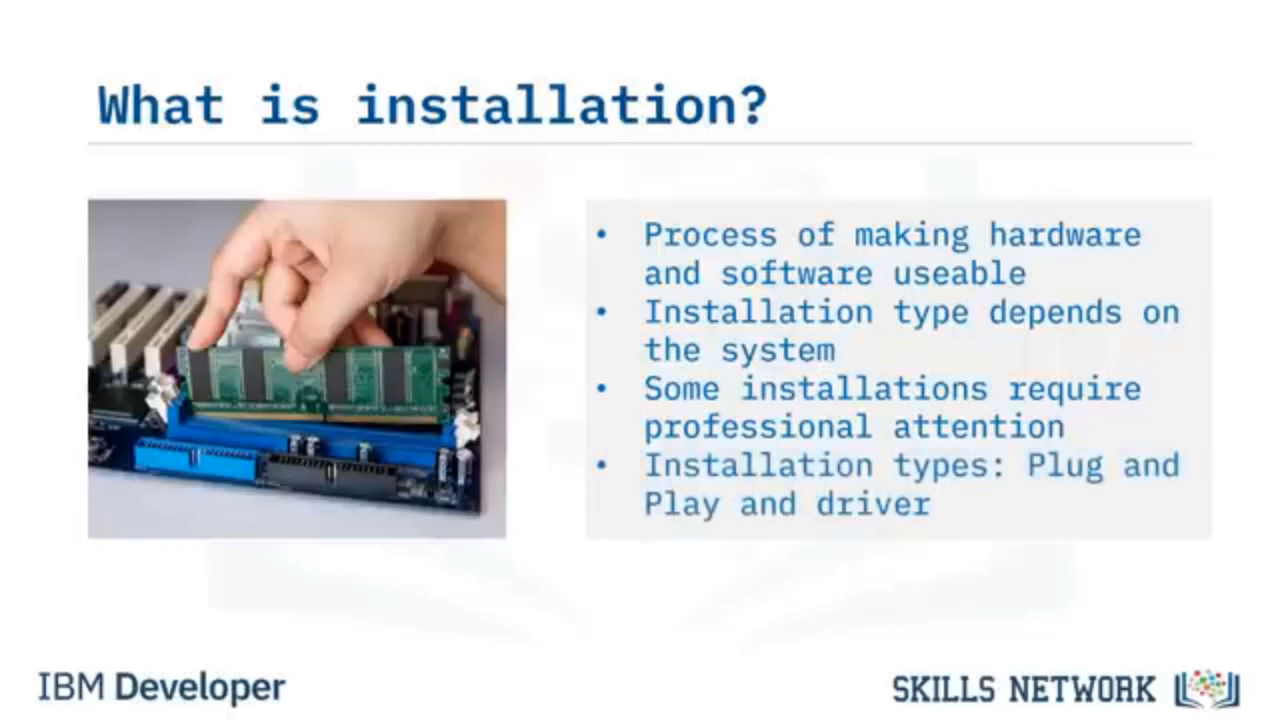 What is installation?
• Process of making hardware
and software useable
• Installation type depends on
the system
• Some installations require
professional attention
• Installation types: Plug and
Play and driver
IBM Developer
SKILLS NETWORK